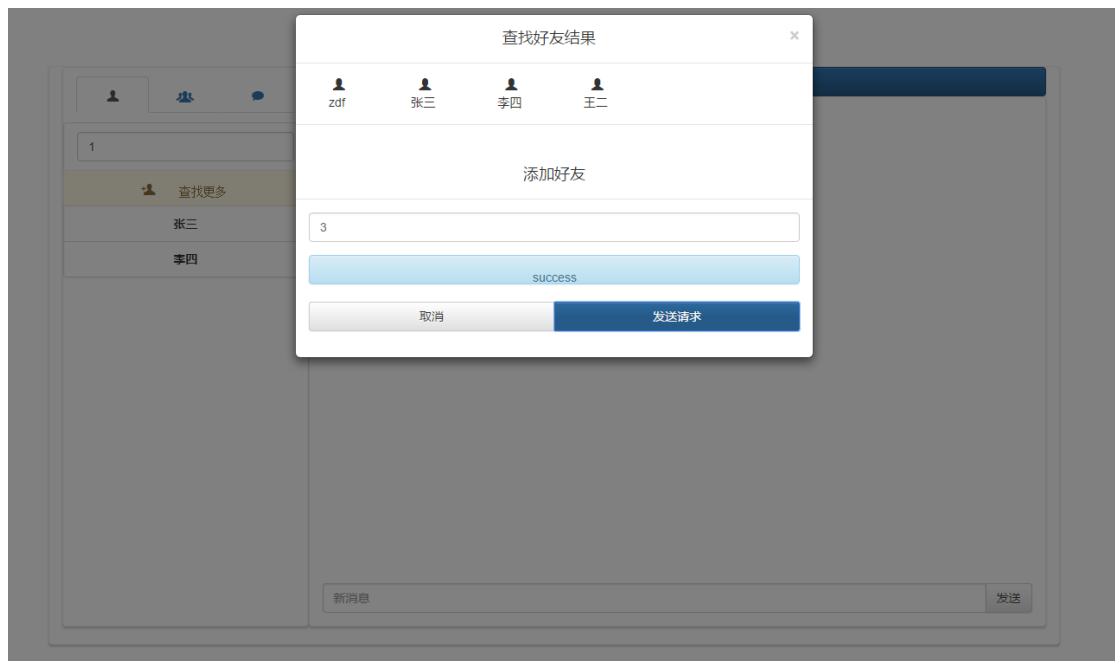 查找好友结果 ×
zdf 张三 李四 王二
添加好友
3
success
取消 发送请求
1
查找更多
张三
李四
新消息 发送